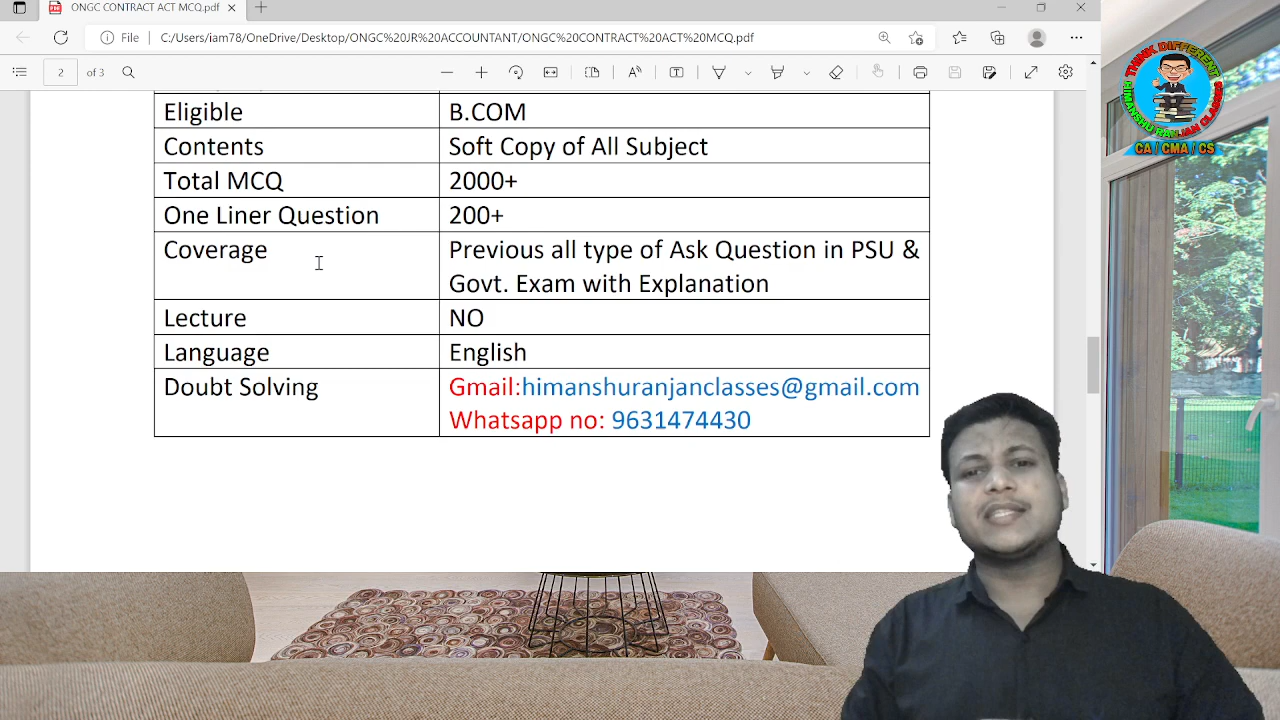 ONGC CONTRACT ACT MCQ.pdf
File
C:/Users/iam78/OneDrive/Desktop/ONGC%20JR%20ACCOUNTANT/ONGC%20CONTRACT%20ACT%20MCQ.pdf
2 of 3
Eligible B.COM
Contents Soft Copy of All Subject
Total MCQ 2000+
One Liner Question 200+
Coverage Previous all type of Ask Question in PSU &
Govt. Exam with Explanation
Lecture NO
Language English
Doubt Solving Gmail:himanshuranjanclasses@gmail.com
Whatsapp no: 9631474430
THINK DIFFERENT
HIMANSHU RANJAN CLASSES
CA / CMA / CS